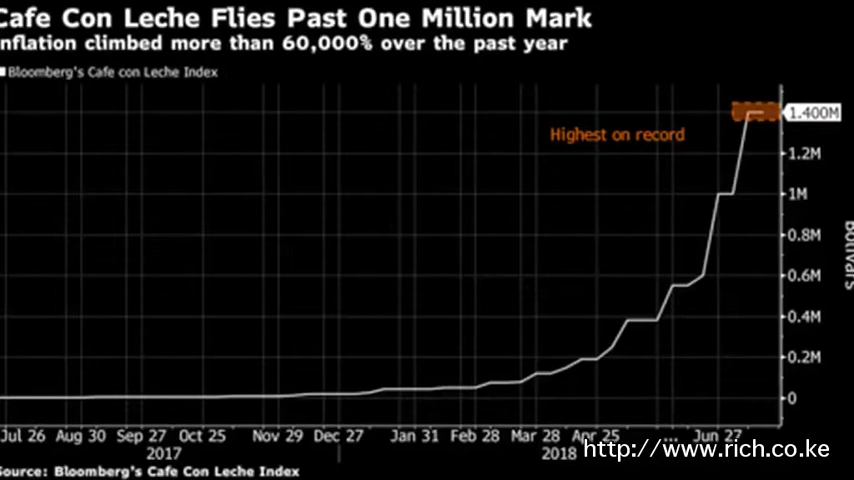 Cafe Con Leche Flies Past One Million Mark
Inflation climbed more than 60,000% over the past year
Bloomberg's Cafe con Leche Index
Highest on record
1.400M
1.2M
1M
0.8M
0.6M
0.4M
0.2M
0
Bolivars
Jul 26 Aug 30 Sep 27 Oct 25 Nov 29 Dec 27 Jan 31 Feb 28 Mar 28 Apr 25 ... Jun 27
2017 2018
http://www.rich.co.ke
Source: Bloomberg's Cafe Con Leche Index